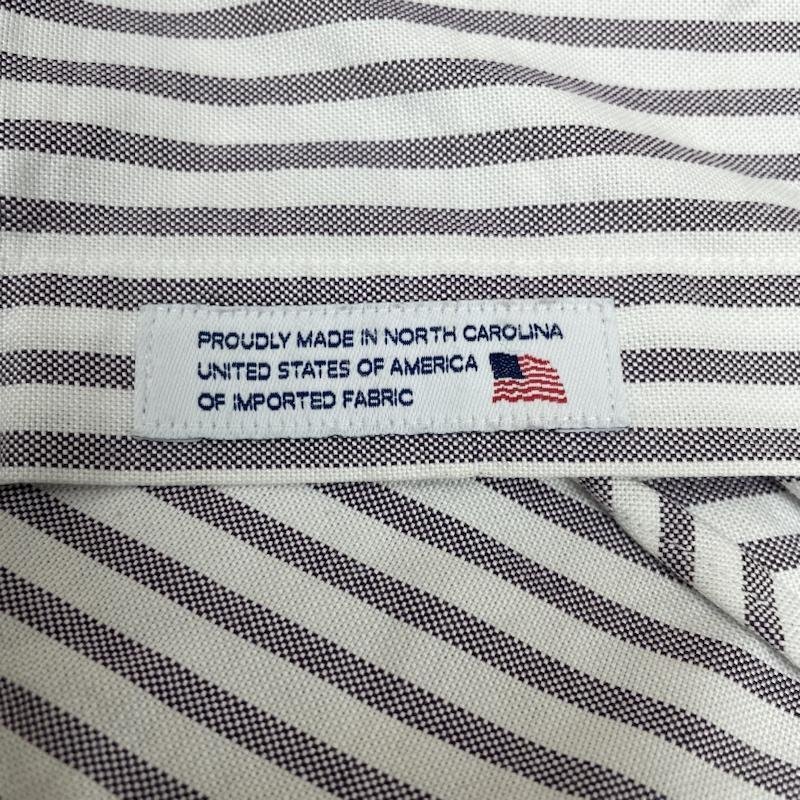 PROUDLY MADE IN NORTH CAROLINA
UNITED STATES OF AMERICA
OF IMPORTED FABRIC